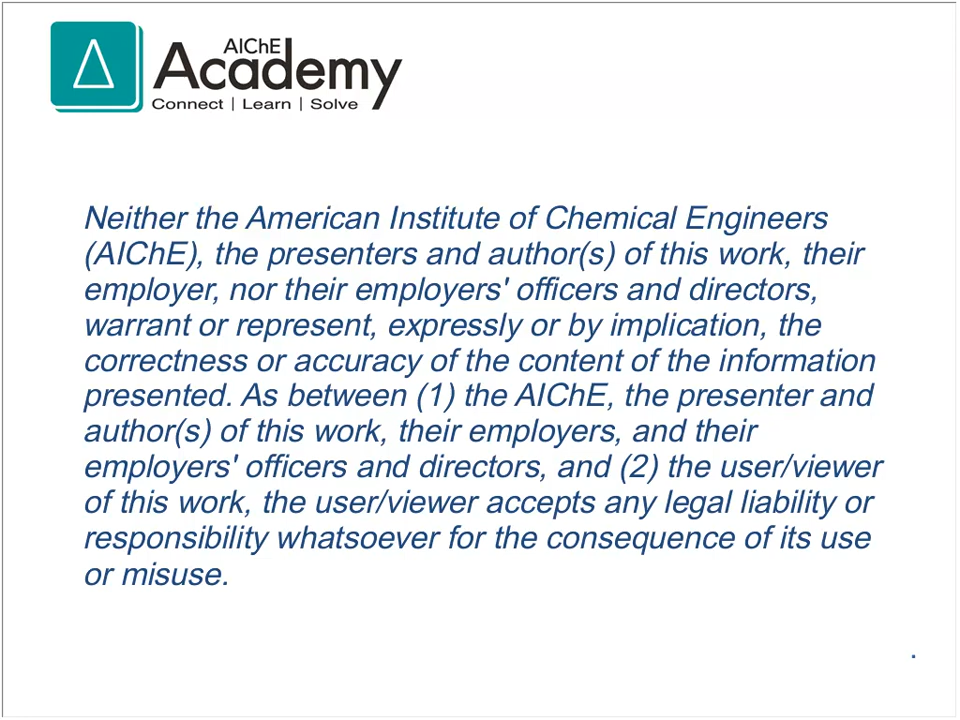 AIChE
Academy
Connect | Learn | Solve
Neither the American Institute of Chemical Engineers
(AIChE), the presenters and author(s) of this work, their
employer, nor their employers' officers and directors,
warrant or represent, expressly or by implication, the
correctness or accuracy of the content of the information
presented. As between (1) the AIChE, the presenter and
author(s) of this work, their employers, and their
employers' officers and directors, and (2) the user/viewer
of this work, the user/viewer accepts any legal liability or
responsibility whatsoever for the consequence of its use
or misuse.
.